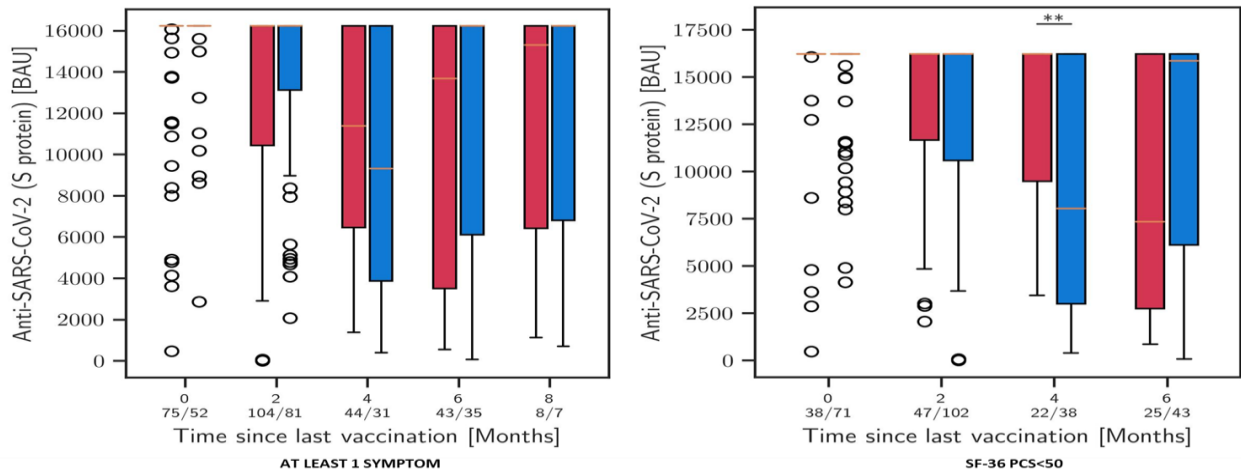 Anti-SARS-CoV-2 (S protein) [BAU]
16000
14000
12000
10000
8000
6000
4000
2000
0
0 2 4 6 8
75/52 104/81 44/31 43/35 8/7
Time since last vaccination [Months]
AT LEAST 1 SYMPTOM
Anti-SARS-CoV-2 (S protein) [BAU]
17500
15000
12500
10000
7500
5000
2500
0
**
0 2 4 6
38/71 47/102 22/38 25/43
Time since last vaccination [Months]
SF-36 PCS<50